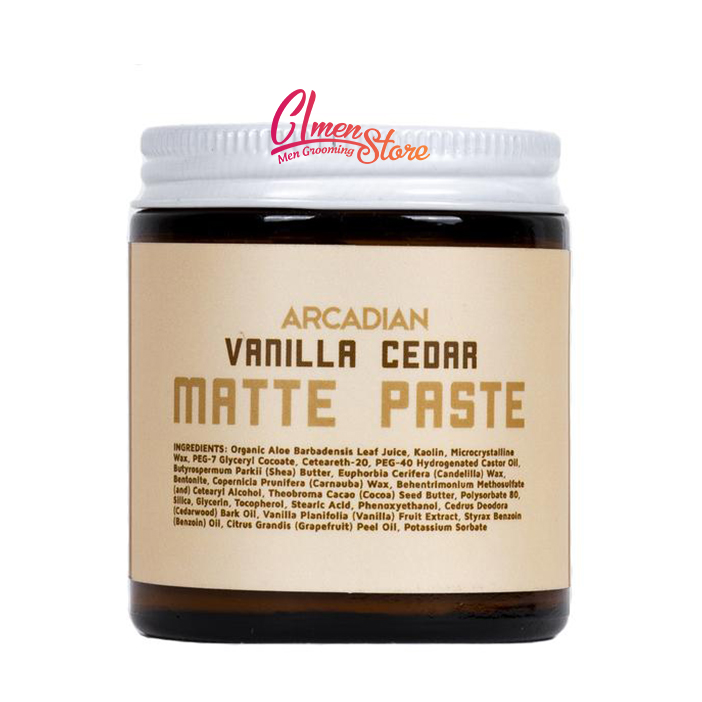 Glmen Store
Men Grooming
ARCADIAN
VANILLA CEDAR
MATTE PASTE
INGREDIENTS: Organic Aloe Barbadensis Leaf Juice, Kaolin, Microcrystalline
Wax, PEG-7 Glyceryl Cocoate, Ceteareth-20, PEG-40 Hydrogenated Castor Oil,
Butyrospermum Parkii (Shea) Butter, Euphorbia Cerifera (Candelilla) Wax,
Bentonite, Copernicia Prunifera (Carnauba) Wax, Behentrimonium Methosulfate
(and) Cetearyl Alcohol, Theobroma Cacao (Cocoa) Seed Butter, Polysorbate 80,
Silica, Glycerin, Tocopherol, Stearic Acid, Phenoxyethanol, Cedrus Deodora
(Cedarwood) Bark Oil, Vanilla Planifolia (Vanilla) Fruit Extract, Styrax Benzoin
(Benzoin) Oil, Citrus Grandis (Grapefruit) Peel Oil, Potassium Sorbate